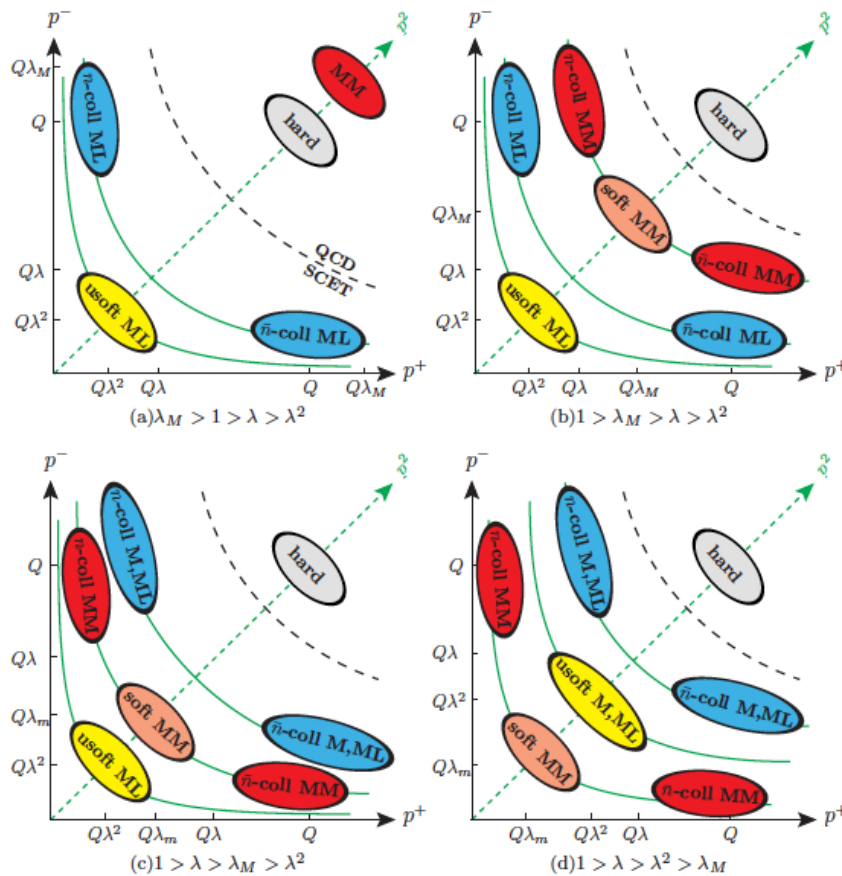 p⁻
p²
Qλ_M
n-coll ML
MM
Q
hard
Qλ
QCD
SCET
usoft ML
Qλ²
n̄-coll ML
Qλ² Qλ Q Qλ_M p⁺
(a)λ_M > 1 > λ > λ²
p⁻
p²
n-coll ML
n-coll MM
Q
hard
soft MM
Qλ_M
n̄-coll MM
Qλ
usoft ML
Qλ²
n̄-coll ML
Qλ² Qλ Qλ_M Q p⁺
(b)1 > λ_M > λ > λ²
p⁻
p²
n-coll M,ML
n-coll MM
Q
hard
Qλ
soft MM
Qλ_m
n̄-coll M,ML
usoft ML
Qλ²
n̄-coll MM
Qλ² Qλ_m Qλ Q p⁺
(c)1 > λ > λ_M > λ²
p⁻
p²
n-coll M,ML
n-coll MM
Q
hard
Qλ
usoft M,ML
Qλ²
n̄-coll M,ML
soft MM
Qλ_m
n̄-coll MM
Qλ_m Qλ² Qλ Q p⁺
(d)1 > λ > λ² > λ_M